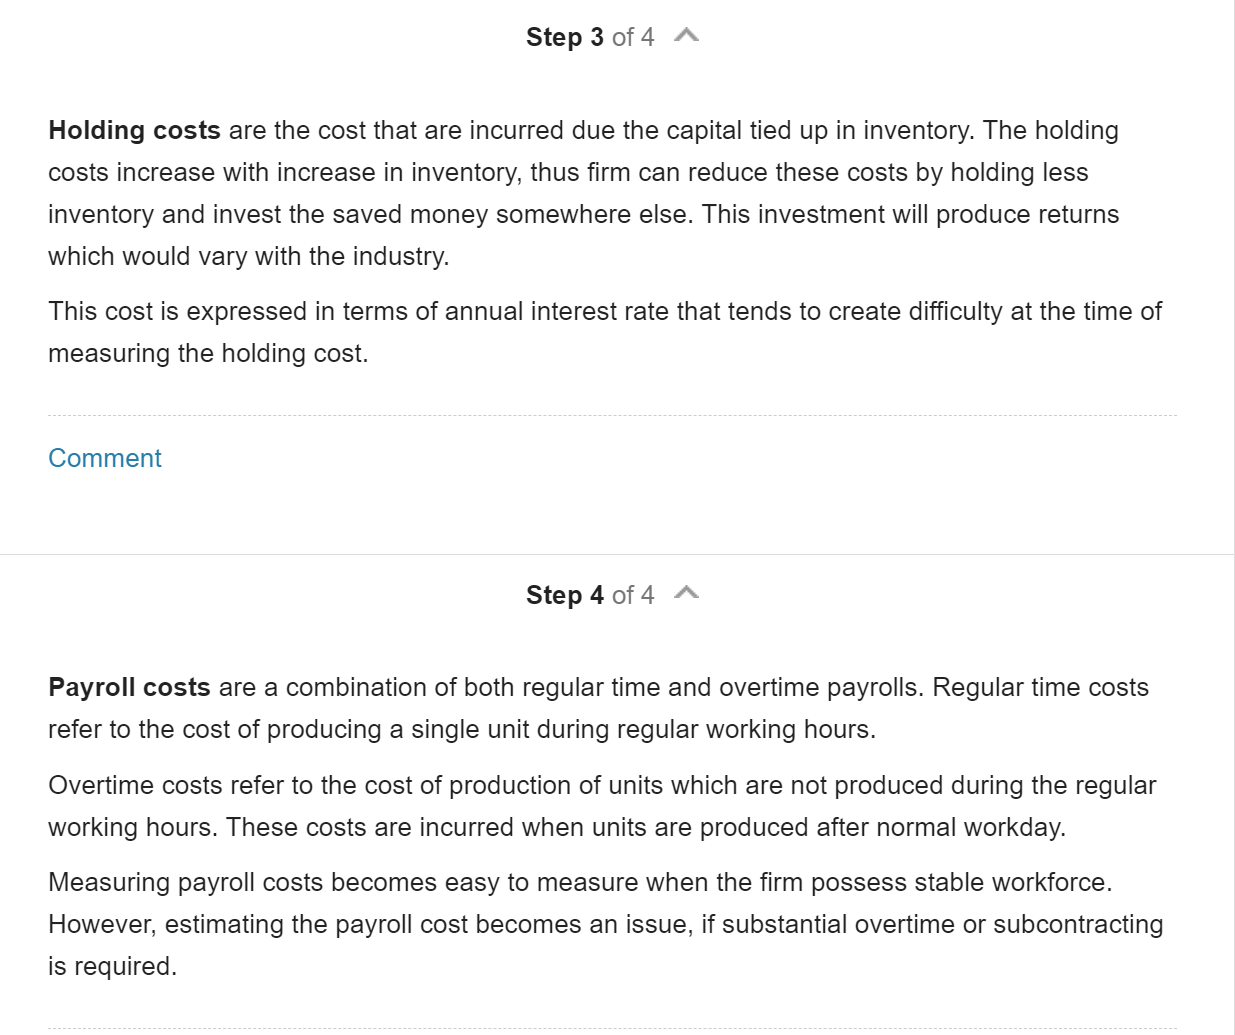 Step 3 of 4
Holding costs are the cost that are incurred due the capital tied up in inventory. The holding
costs increase with increase in inventory, thus firm can reduce these costs by holding less
inventory and invest the saved money somewhere else. This investment will produce returns
which would vary with the industry.
This cost is expressed in terms of annual interest rate that tends to create difficulty at the time of
measuring the holding cost.
Comment
Step 4 of 4
Payroll costs are a combination of both regular time and overtime payrolls. Regular time costs
refer to the cost of producing a single unit during regular working hours.
Overtime costs refer to the cost of production of units which are not produced during the regular
working hours. These costs are incurred when units are produced after normal workday.
Measuring payroll costs becomes easy to measure when the firm possess stable workforce.
However, estimating the payroll cost becomes an issue, if substantial overtime or subcontracting
is required.